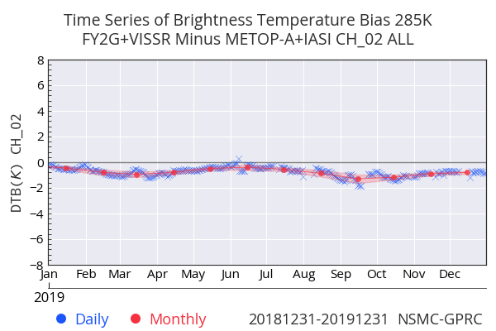 Time Series of Brightness Temperature Bias 285K
FY2G+VISSR Minus METOP-A+IASI CH_02 ALL
8
6
4
2
0
−2
−4
−6
−8
DTB(K) CH_02
Jan Feb Mar Apr May Jun Jul Aug Sep Oct Nov Dec
2019
Daily Monthly 20181231-20191231 NSMC-GPRC